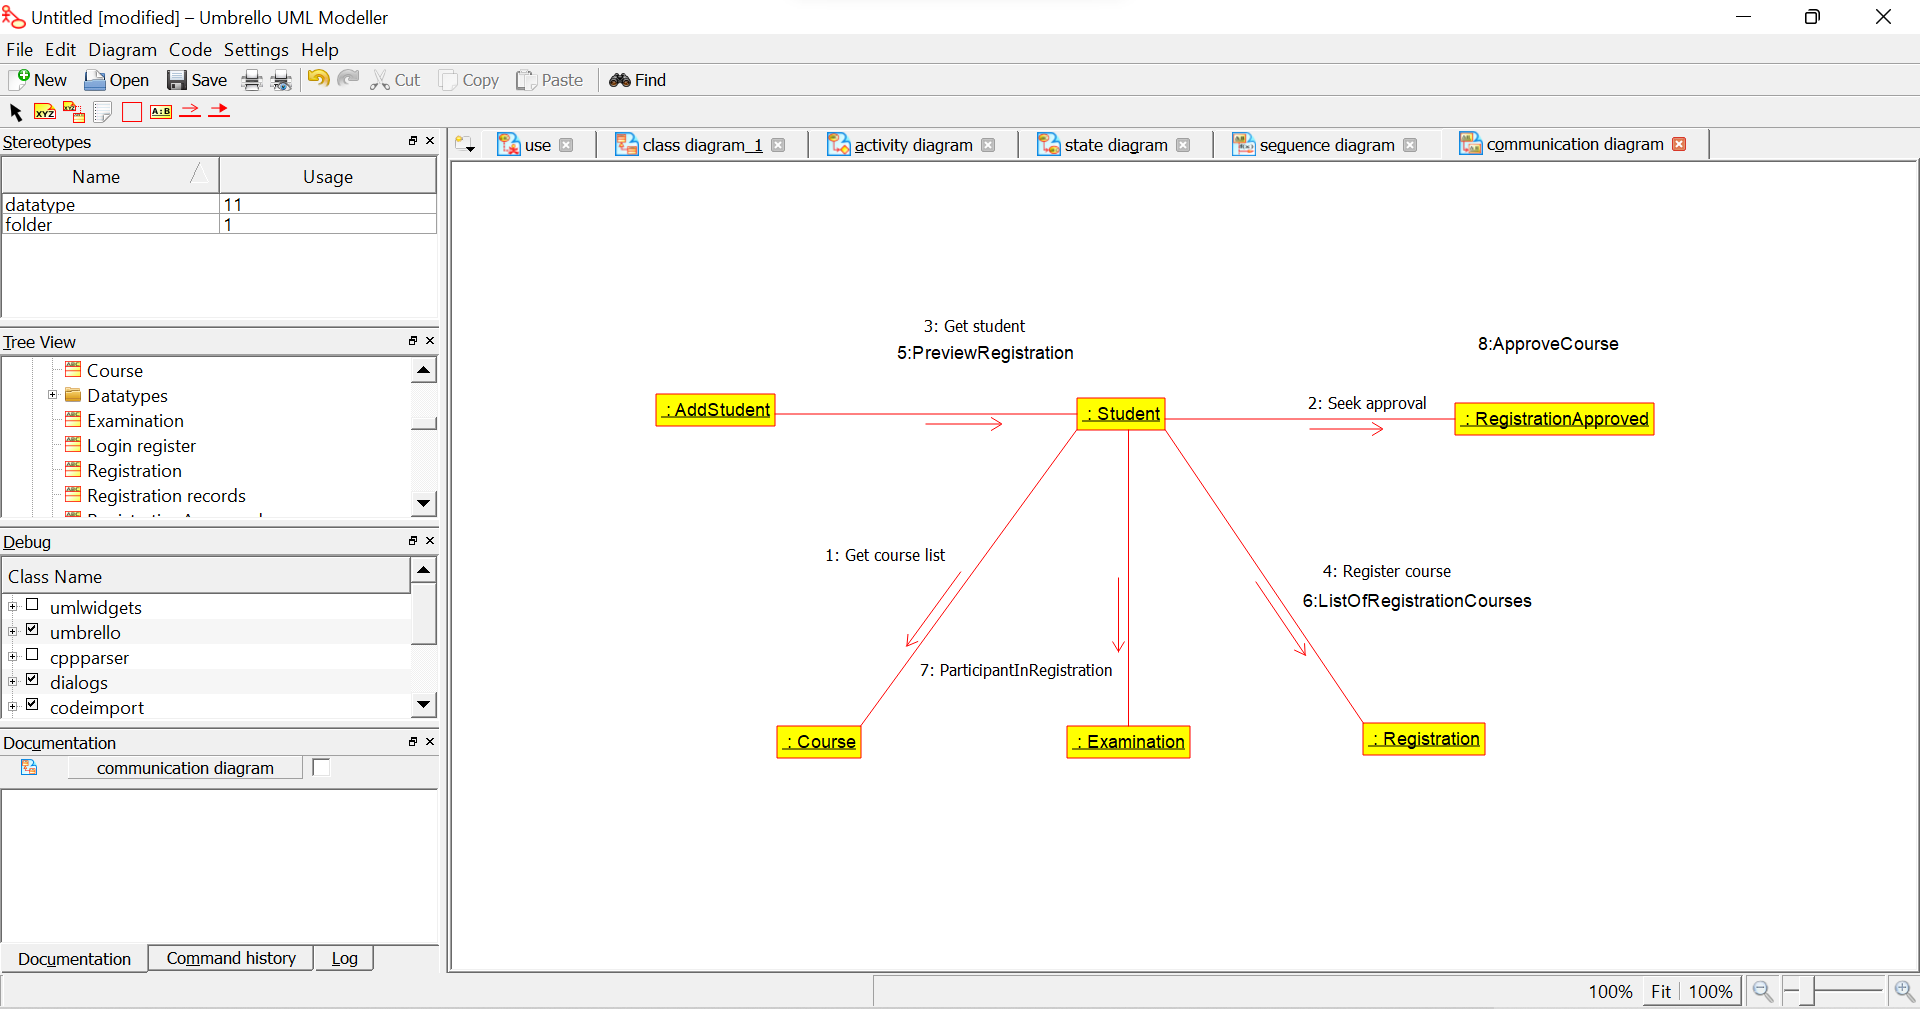 Untitled [modified] – Umbrello UML Modeller
File Edit Diagram Code Settings Help
New Open Save Cut Copy Paste Find
XYZ XYZ A:B
Stereotypes
Name Usage
datatype 11
folder 1
Tree View
Course
Datatypes
Examination
Login register
Registration
Registration records
Debug
Class Name
umlwidgets
umbrello
cppparser
dialogs
codeimport
Documentation
communication diagram
Documentation Command history Log
use class diagram_1 activity diagram state diagram sequence diagram communication diagram
3: Get student
5:PreviewRegistration
8:ApproveCourse
: AddStudent
: Student
2: Seek approval
: RegistrationApproved
1: Get course list
4: Register course
6:ListOfRegistrationCourses
7: ParticipantInRegistration
: Course
: Examination
: Registration
100% Fit 100%